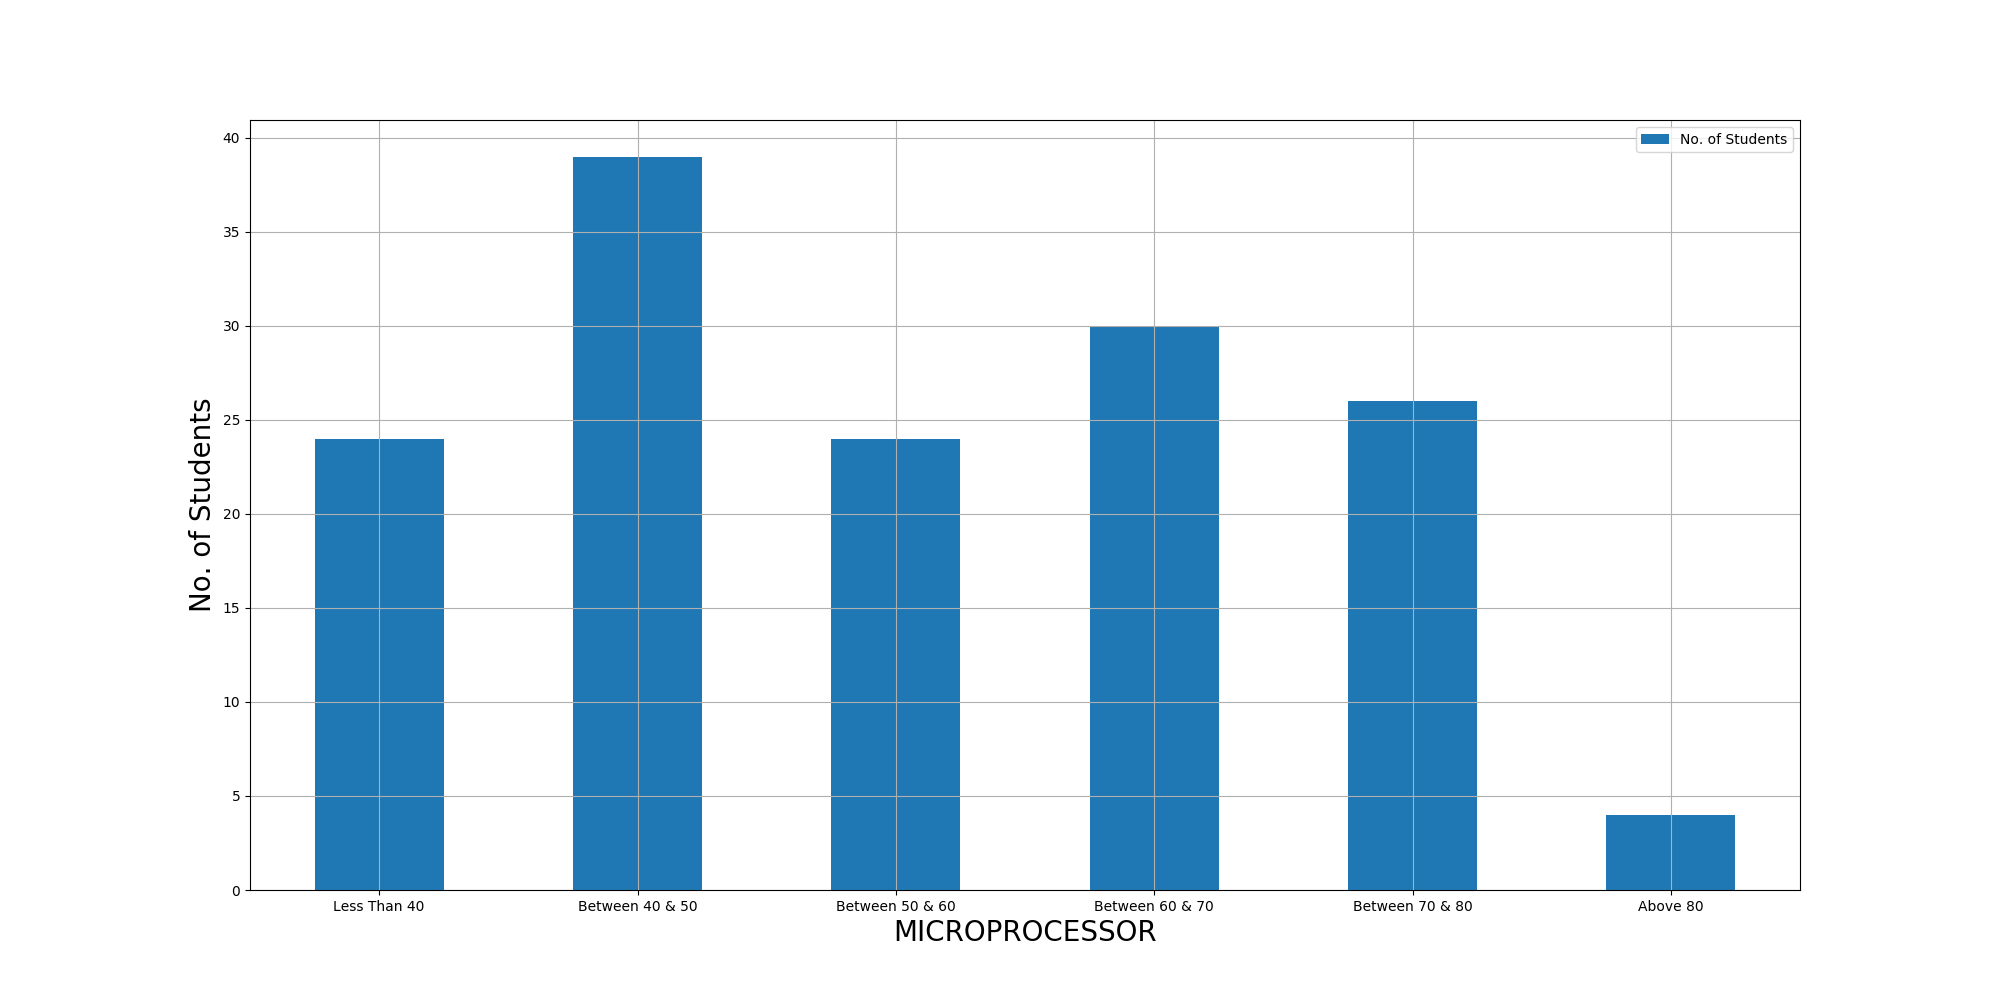 No. of Students
40
35
30
25
20
15
10
5
0
No. of Students
Less Than 40
Between 40 & 50
Between 50 & 60
Between 60 & 70
Between 70 & 80
Above 80
MICROPROCESSOR